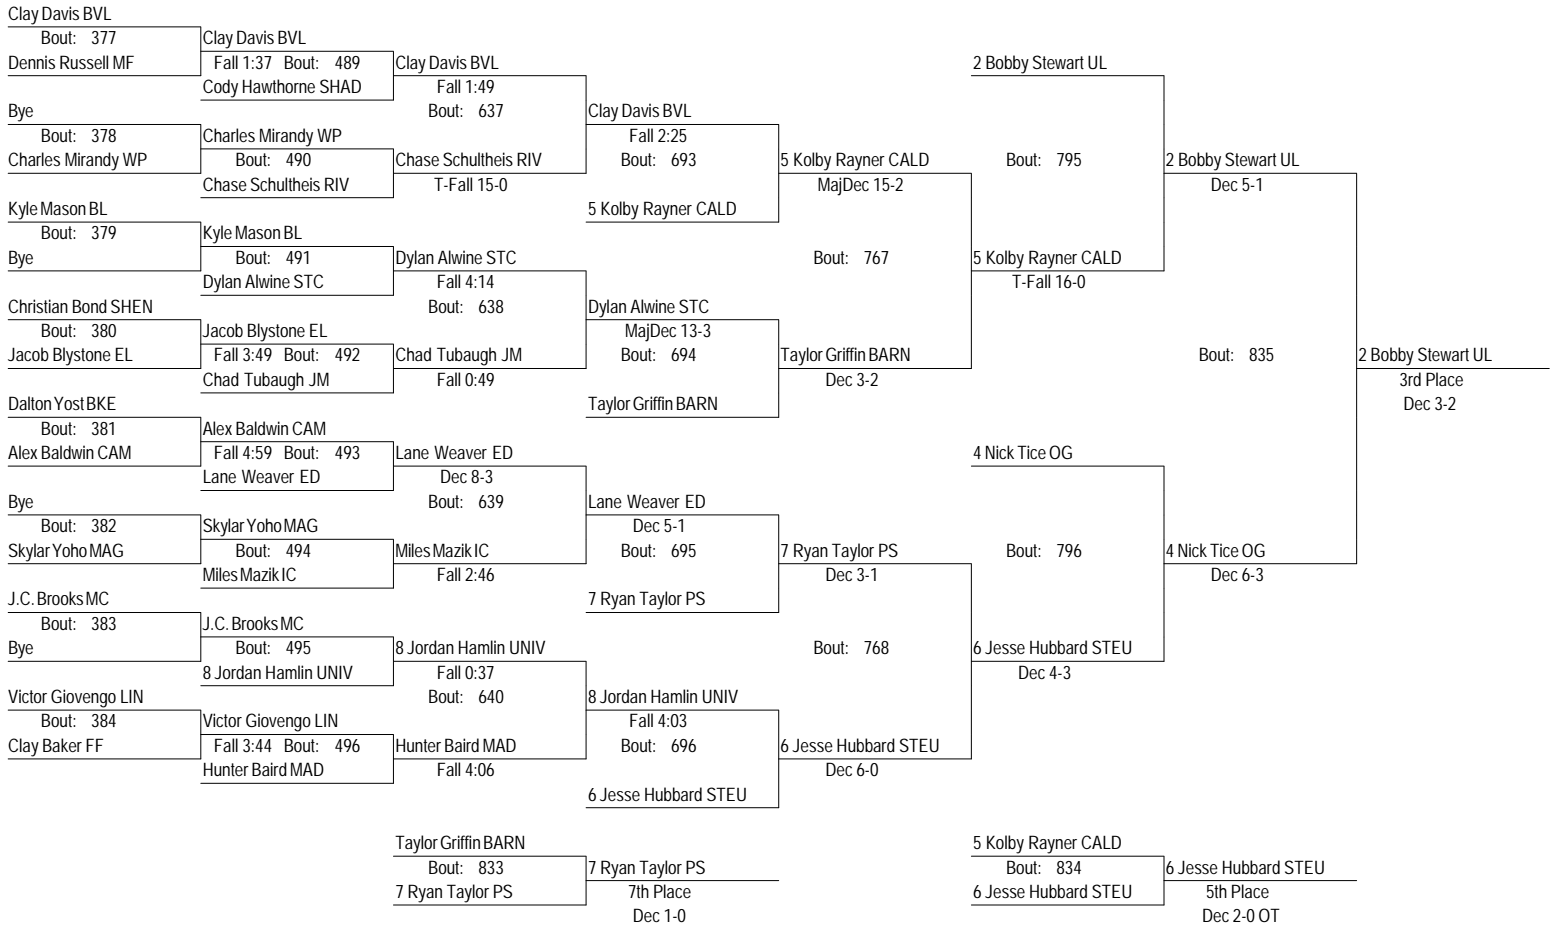 Clay Davis BVL
Bout: 377
Dennis Russell MF
Bye
Bout: 378
Charles Mirandy WP
Kyle Mason BL
Bout: 379
Bye
Christian Bond SHEN
Bout: 380
Jacob Blystone EL
Dalton Yost BKE
Bout: 381
Alex Baldwin CAM
Bye
Bout: 382
Skylar Yoho MAG
J.C. Brooks MC
Bout: 383
Bye
Victor Giovengo LIN
Bout: 384
Clay Baker FF
Clay Davis BVL
Fall 1:37 Bout: 489
Cody Hawthorne SHAD
Charles Mirandy WP
Bout: 490
Chase Schultheis RIV
Kyle Mason BL
Bout: 491
Dylan Alwine STC
Jacob Blystone EL
Fall 3:49 Bout: 492
Chad Tubaugh JM
Alex Baldwin CAM
Fall 4:59 Bout: 493
Lane Weaver ED
Skylar Yoho MAG
Bout: 494
Miles Mazik IC
J.C. Brooks MC
Bout: 495
8 Jordan Hamlin UNIV
Victor Giovengo LIN
Fall 3:44 Bout: 496
Hunter Baird MAD
Clay Davis BVL
Fall 1:49
Bout: 637
Chase Schultheis RIV
T-Fall 15-0
Dylan Alwine STC
Fall 4:14
Bout: 638
Chad Tubaugh JM
Fall 0:49
Lane Weaver ED
Dec 8-3
Bout: 639
Miles Mazik IC
Fall 2:46
8 Jordan Hamlin UNIV
Fall 0:37
Bout: 640
Hunter Baird MAD
Fall 4:06
Clay Davis BVL
Fall 2:25
Bout: 693
5 Kolby Rayner CALD
Dylan Alwine STC
MajDec 13-3
Bout: 694
Taylor Griffin BARN
Lane Weaver ED
Dec 5-1
Bout: 695
7 Ryan Taylor PS
8 Jordan Hamlin UNIV
Fall 4:03
Bout: 696
6 Jesse Hubbard STEU
5 Kolby Rayner CALD
MajDec 15-2
Bout: 767
Taylor Griffin BARN
Dec 3-2
7 Ryan Taylor PS
Dec 3-1
Bout: 768
6 Jesse Hubbard STEU
Dec 6-0
2 Bobby Stewart UL
Bout: 795
5 Kolby Rayner CALD
T-Fall 16-0
4 Nick Tice OG
Bout: 796
6 Jesse Hubbard STEU
Dec 4-3
2 Bobby Stewart UL
Dec 5-1
Bout: 835
4 Nick Tice OG
Dec 6-3
2 Bobby Stewart UL
3rd Place
Dec 3-2
Taylor Griffin BARN
Bout: 833
7 Ryan Taylor PS
7 Ryan Taylor PS
7th Place
Dec 1-0
5 Kolby Rayner CALD
Bout: 834
6 Jesse Hubbard STEU
6 Jesse Hubbard STEU
5th Place
Dec 2-0 OT